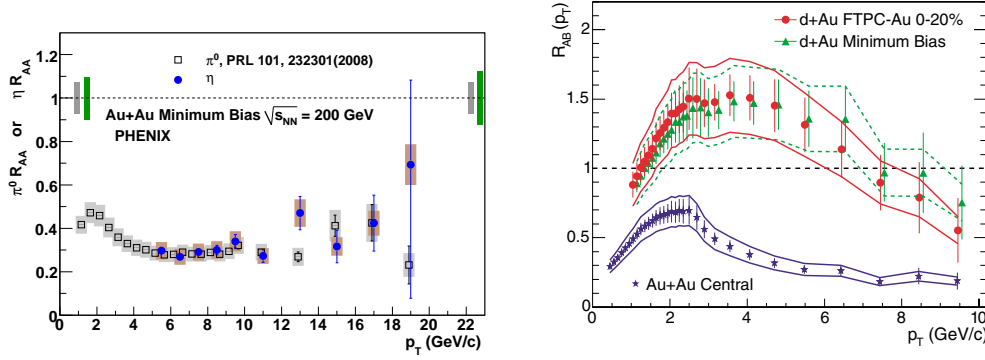 π⁰ R_AA or η R_AA
1.2
1
0.8
0.6
0.4
0.2
0
π⁰, PRL 101, 232301(2008)
η
Au+Au Minimum Bias √s_NN = 200 GeV
PHENIX
0 2 4 6 8 10 12 14 16 18 20 22
p_T (GeV/c)
R_AB(p_T)
2
1.5
1
0.5
0
d+Au FTPC-Au 0-20%
d+Au Minimum Bias
Au+Au Central
0 2 4 6 8 10
p_T (GeV/c)